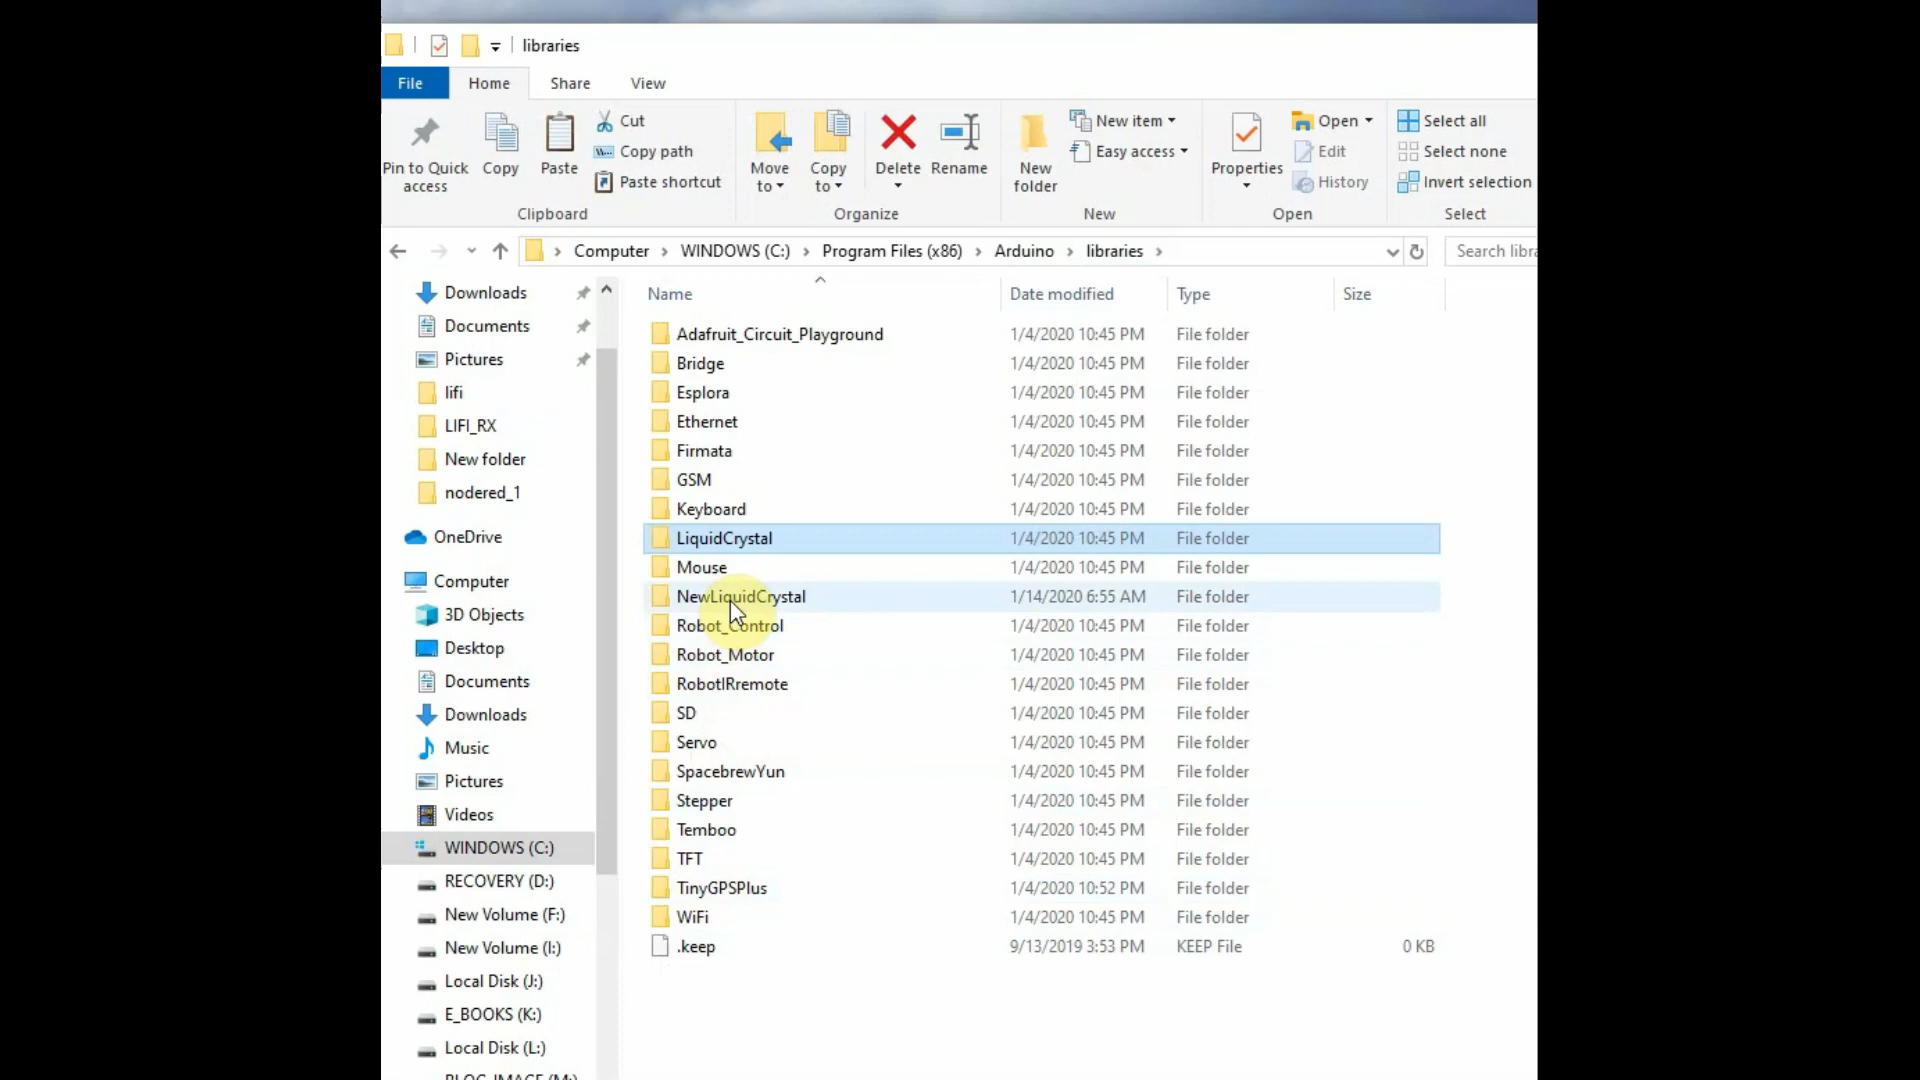 libraries
File Home Share View
Pin to Quick access
Copy
Paste
Cut
Copy path
Paste shortcut
Clipboard
Move to
Copy to
Delete
Rename
Organize
New folder
New item
Easy access
New
Properties
Open
Edit
History
Open
Select all
Select none
Invert selection
Select
Computer WINDOWS (C:) Program Files (x86) Arduino libraries
Search libra
Downloads
Documents
Pictures
lifi
LIFI_RX
New folder
nodered_1
OneDrive
Computer
3D Objects
Desktop
Documents
Downloads
Music
Pictures
Videos
WINDOWS (C:)
RECOVERY (D:)
New Volume (F:)
New Volume (I:)
Local Disk (J:)
E_BOOKS (K:)
Local Disk (L:)
BLOG-IMAGE (M:)
Name Date modified Type Size
Adafruit_Circuit_Playground 1/4/2020 10:45 PM File folder
Bridge 1/4/2020 10:45 PM File folder
Esplora 1/4/2020 10:45 PM File folder
Ethernet 1/4/2020 10:45 PM File folder
Firmata 1/4/2020 10:45 PM File folder
GSM 1/4/2020 10:45 PM File folder
Keyboard 1/4/2020 10:45 PM File folder
LiquidCrystal 1/4/2020 10:45 PM File folder
Mouse 1/4/2020 10:45 PM File folder
NewLiquidCrystal 1/14/2020 6:55 AM File folder
Robot_Control 1/4/2020 10:45 PM File folder
Robot_Motor 1/4/2020 10:45 PM File folder
RobotIRremote 1/4/2020 10:45 PM File folder
SD 1/4/2020 10:45 PM File folder
Servo 1/4/2020 10:45 PM File folder
SpacebrewYun 1/4/2020 10:45 PM File folder
Stepper 1/4/2020 10:45 PM File folder
Temboo 1/4/2020 10:45 PM File folder
TFT 1/4/2020 10:45 PM File folder
TinyGPSPlus 1/4/2020 10:52 PM File folder
WiFi 1/4/2020 10:45 PM File folder
.keep 9/13/2019 3:53 PM KEEP File 0 KB